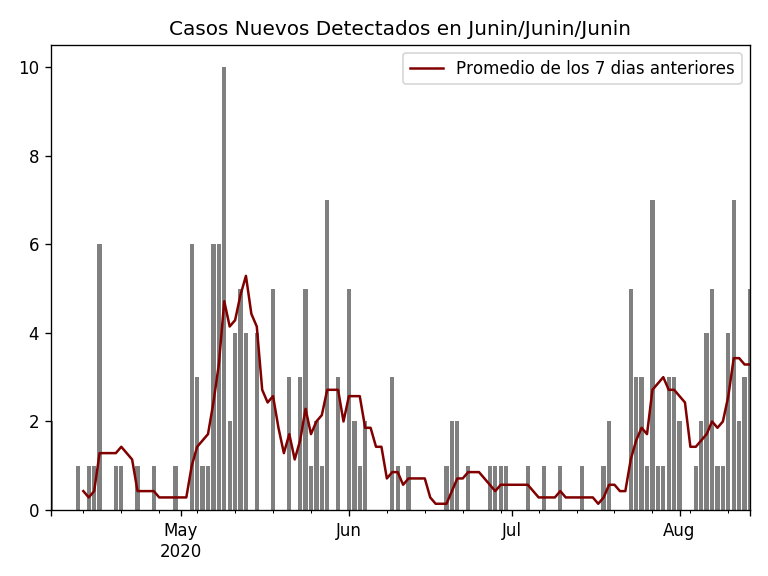 Casos Nuevos Detectados en Junin/Junin/Junin
Promedio de los 7 dias anteriores
10
8
6
4
2
0
May
2020
Jun
Jul
Aug